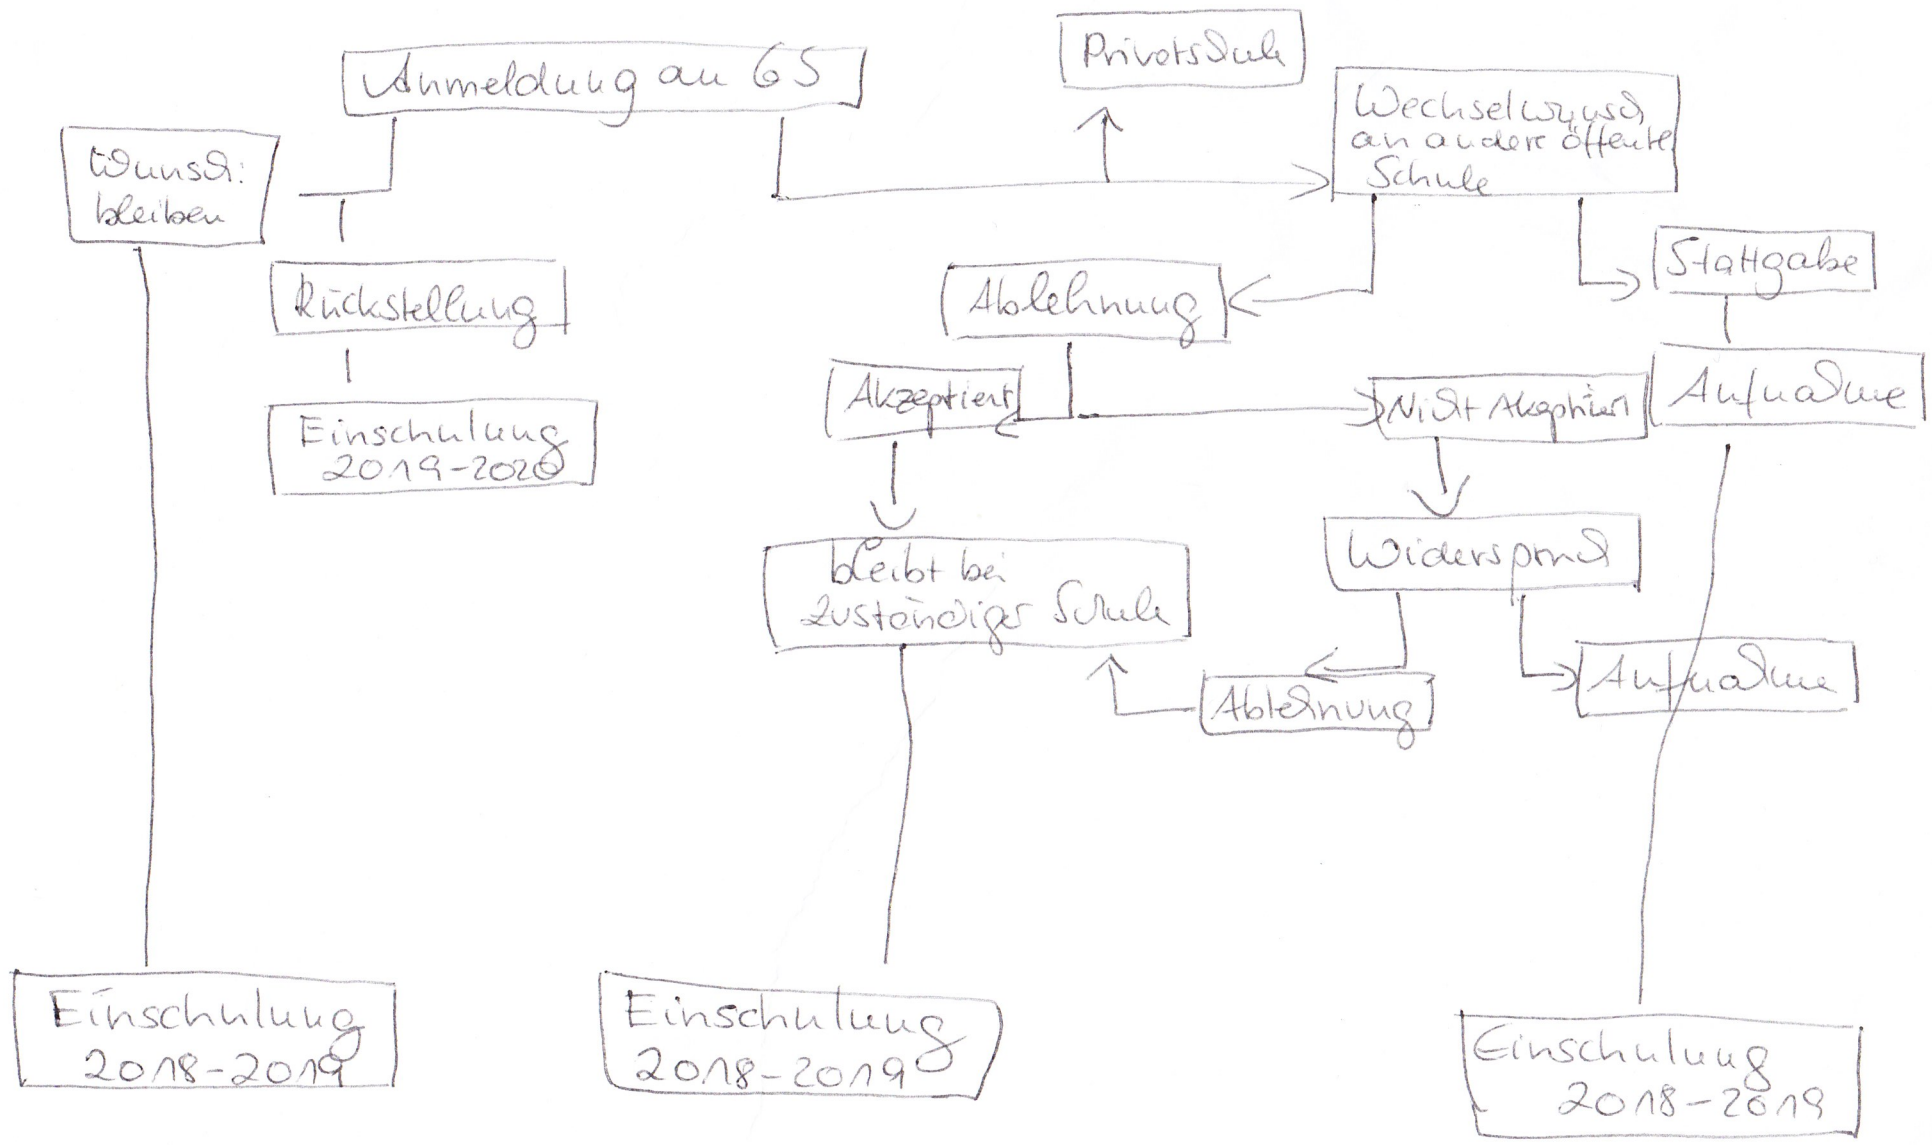 Privatschule
Anmeldung an GS
Wechselwunsch
an andere öffentl.
Schule
Wunsch:
bleiben
Stattgabe
Rückstellung
Ablehnung
Akzeptiert
Nicht Akzeptiert
Aufnahme
Einschulung
2019-2020
bleibt bei
zuständiger Schule
Widerspruch
Ablehnung
Aufnahme
Einschulung
2018-2019
Einschulung
2018-2019
Einschulung
2018-2019